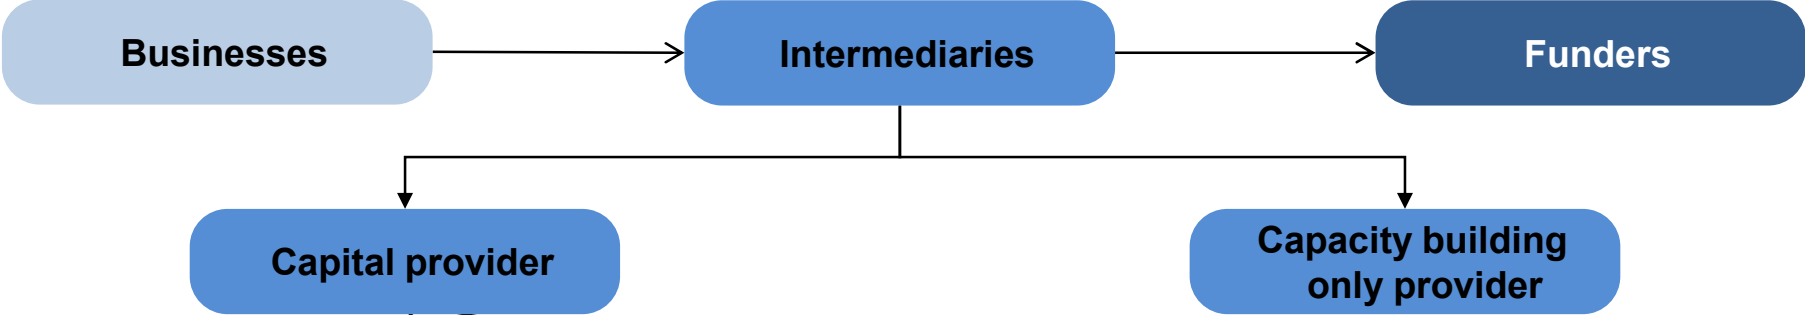 Businesses
Intermediaries
Funders
Capital provider
Capacity building
only provider